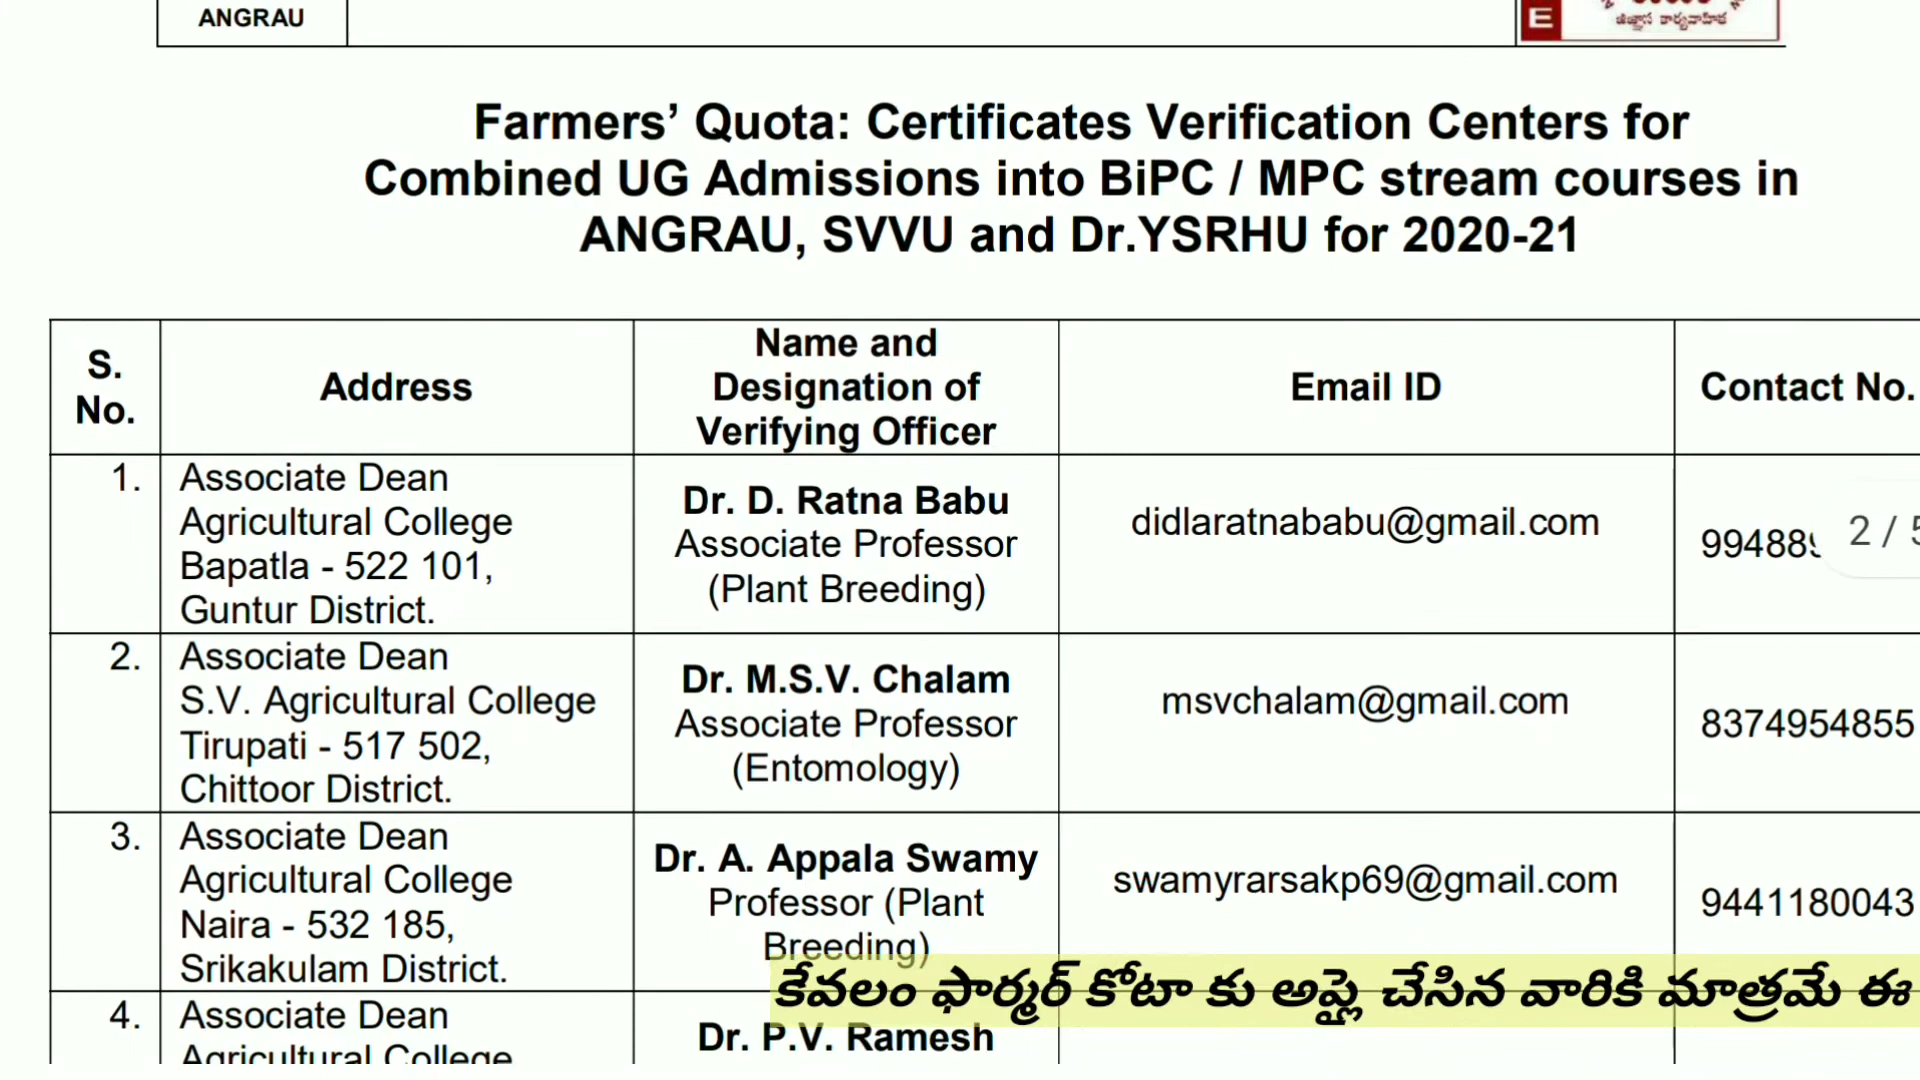 ANGRAU
E
జిజ్ఞాస కార్యవాహిక
Farmers’ Quota: Certificates Verification Centers for
Combined UG Admissions into BiPC / MPC stream courses in
ANGRAU, SVVU and Dr.YSRHU for 2020-21
S. No.
Address
Name and
Designation of
Verifying Officer
Email ID
Contact No.
1.
Associate Dean
Agricultural College
Bapatla - 522 101,
Guntur District.
Dr. D. Ratna Babu
Associate Professor
(Plant Breeding)
didlaratnababu@gmail.com
99488
2 / 5
2.
Associate Dean
S.V. Agricultural College
Tirupati - 517 502,
Chittoor District.
Dr. M.S.V. Chalam
Associate Professor
(Entomology)
msvchalam@gmail.com
8374954855
3.
Associate Dean
Agricultural College
Naira - 532 185,
Srikakulam District.
Dr. A. Appala Swamy
Professor (Plant
Breeding)
swamyrarsakp69@gmail.com
9441180043
4.
Associate Dean
Agricultural College
Dr. P.V. Ramesh
కేవలం ఫార్మర్ కోటా కు అప్లై చేసిన వారికి మాత్రమే ఈ